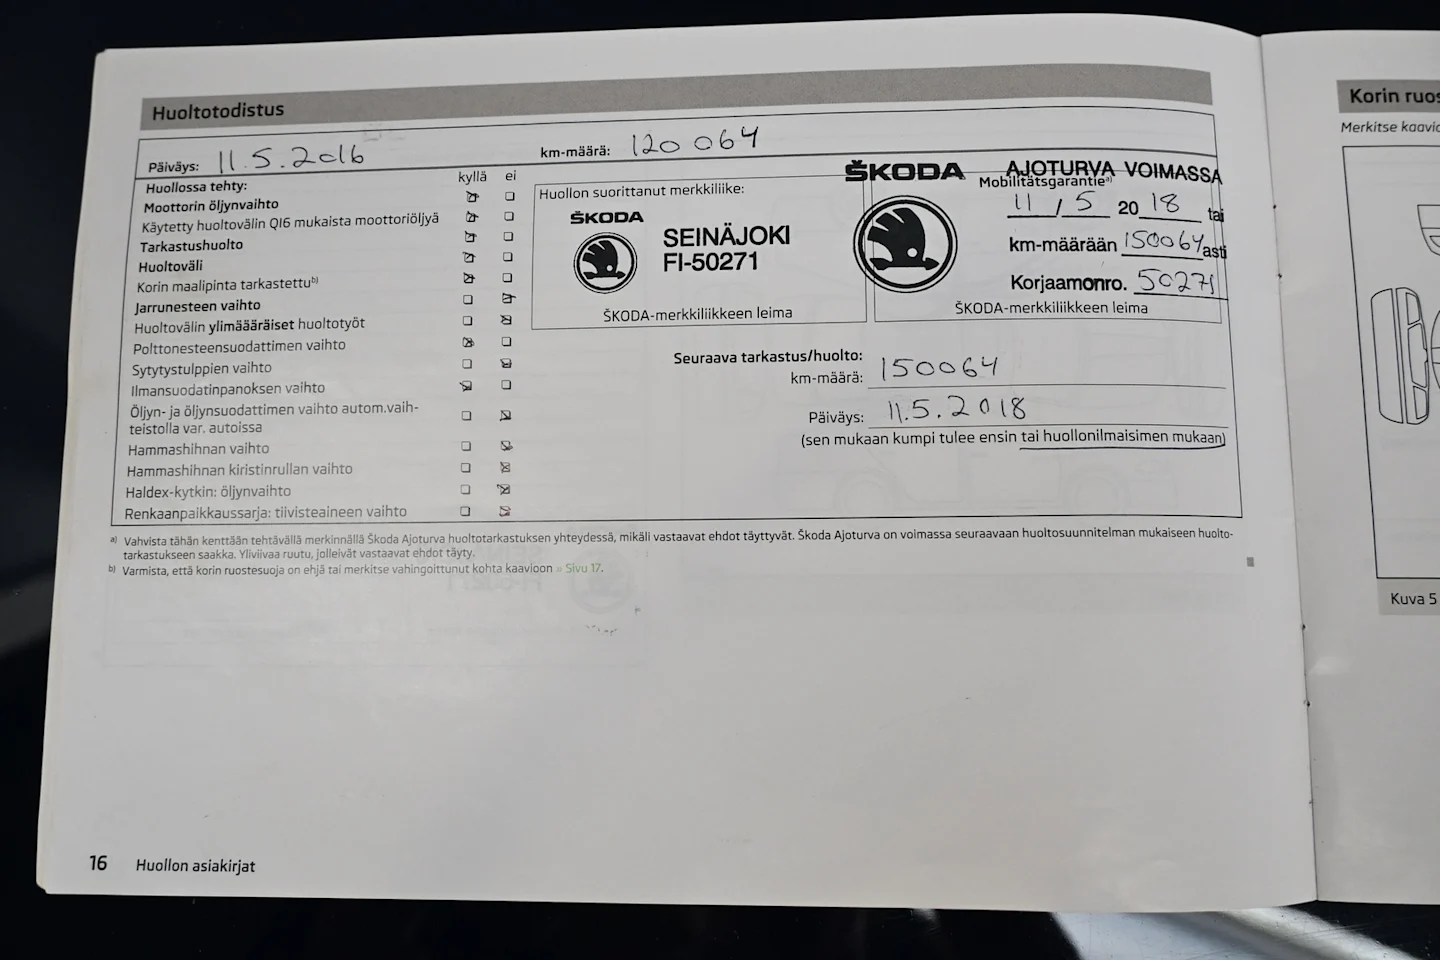 Huoltotodistus
Päiväys: 11.5.2016
km-määrä: 120 064
kyllä ei
Huollossa tehty:
Moottorin öljynvaihto
Käytetty huoltovälin QI6 mukaista moottoriöljyä
Tarkastushuolto
Huoltoväli
Korin maalipinta tarkastettu b)
Jarrunesteen vaihto
Huoltovälin ylimääräiset huoltotyöt
Polttonesteensuodattimen vaihto
Sytytystulppien vaihto
Ilmansuodatinpanoksen vaihto
Öljyn- ja öljynsuodattimen vaihto autom.vaih-
teistolla var. autoissa
Hammashihnan vaihto
Hammashihnan kiristinrullan vaihto
Haldex-kytkin: öljynvaihto
Renkaanpaikkaussarja: tiivisteaineen vaihto
Huollon suorittanut merkkiliike:
ŠKODA
SEINÄJOKI
FI-50271
ŠKODA-merkkiliikkeen leima
ŠKODA
AJOTURVA VOIMASSA
Mobilitätsgarantie a)
11 / 5 20 18 tai
km-määrään 150064 asti
Korjaamonro. 50271
ŠKODA-merkkiliikkeen leima
Seuraava tarkastus/huolto:
km-määrä: 150064
Päiväys: 11.5.2018
(sen mukaan kumpi tulee ensin tai huollonilmaisimen mukaan)
a) Vahvista tähän kenttään tehtävällä merkinnällä Škoda Ajoturva huoltotarkastuksen yhteydessä, mikäli vastaavat ehdot täyttyvät. Škoda Ajoturva on voimassa seuraavaan huoltosuunnitelman mukaiseen huolto-
tarkastukseen saakka. Yliviivaa ruutu, jolleivät vastaavat ehdot täyty.
b) Varmista, että korin ruostesuoja on ehjä tai merkitse vahingoittunut kohta kaavioon » Sivu 17.
16 Huollon asiakirjat
Korin ruos
Merkitse kaavio
Kuva 5